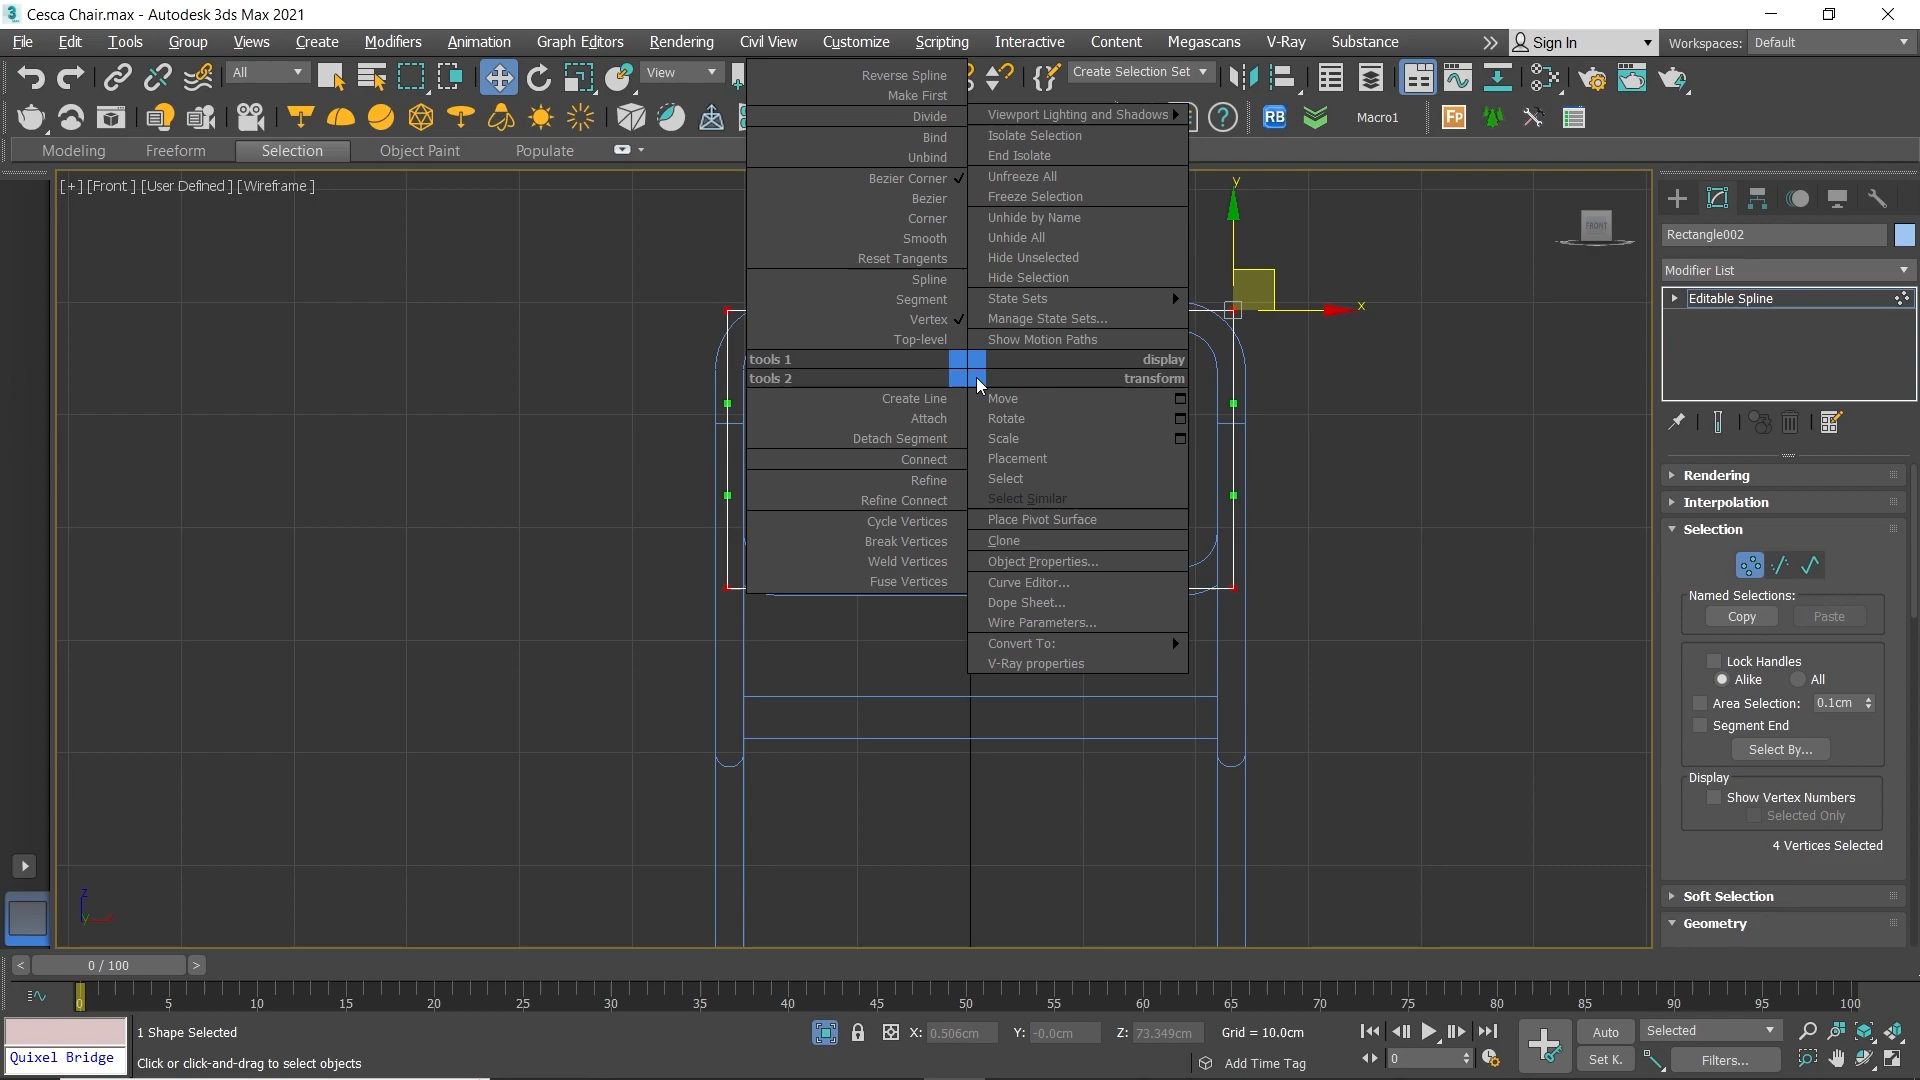 Cesca Chair.max - Autodesk 3ds Max 2021
File Edit Tools Group Views Create Modifiers Animation Graph Editors Rendering Civil View Customize Scripting Interactive Content Megascans V-Ray Substance
Sign In
Workspaces: Default
All
View
Create Selection Set
RB
Macro1
Fp
Modeling Freeform Selection Object Paint Populate
[+] [Front ] [User Defined ] [Wireframe ]
Reverse Spline
Make First
Divide
Bind
Unbind
Bezier Corner
Bezier
Corner
Smooth
Reset Tangents
Spline
Segment
Vertex
Top-level
tools 1
tools 2
Create Line
Attach
Detach Segment
Connect
Refine
Refine Connect
Cycle Vertices
Break Vertices
Weld Vertices
Fuse Vertices
Viewport Lighting and Shadows
Isolate Selection
End Isolate
Unfreeze All
Freeze Selection
Unhide by Name
Unhide All
Hide Unselected
Hide Selection
State Sets
Manage State Sets...
Show Motion Paths
display
transform
Move
Rotate
Scale
Placement
Select
Select Similar
Place Pivot Surface
Clone
Object Properties...
Curve Editor...
Dope Sheet...
Wire Parameters...
Convert To:
V-Ray properties
y
x
FRONT
z
y
Rectangle002
Modifier List
Editable Spline
Rendering
Interpolation
Selection
Named Selections:
Copy Paste
Lock Handles
Alike All
Area Selection: 0.1cm
Segment End
Select By...
Display
Show Vertex Numbers
Selected Only
4 Vertices Selected
Soft Selection
Geometry
< 0 / 100 >
0 5 10 15 20 25 30 35 40 45 50 55 60 65 70 75 80 85 90 95 100
Quixel Bridge
1 Shape Selected
Click or click-and-drag to select objects
X: 0.506cm Y: -0.0cm Z: 73.349cm Grid = 10.0cm
Add Time Tag
0
Auto Selected
Set K. Filters...